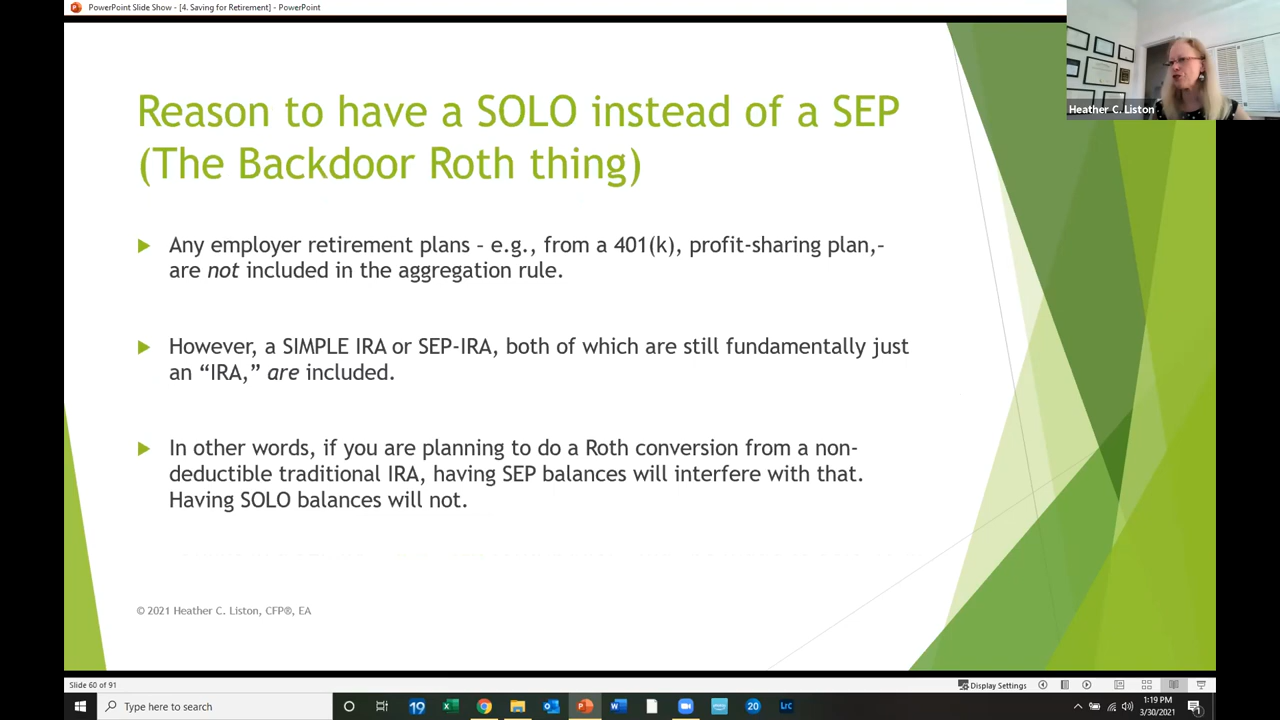 PowerPoint Slide Show - [4. Saving for Retirement] - PowerPoint
Heather C. Liston
Reason to have a SOLO instead of a SEP
(The Backdoor Roth thing)
Any employer retirement plans – e.g., from a 401(k), profit-sharing plan,–
are not included in the aggregation rule.
However, a SIMPLE IRA or SEP-IRA, both of which are still fundamentally just
an “IRA,” are included.
In other words, if you are planning to do a Roth conversion from a non-
deductible traditional IRA, having SEP balances will interfere with that.
Having SOLO balances will not.
© 2021 Heather C. Liston, CFP®, EA
Slide 60 of 91
Display Settings
Type here to search
19
20
LrC
1:19 PM
3/30/2021
1